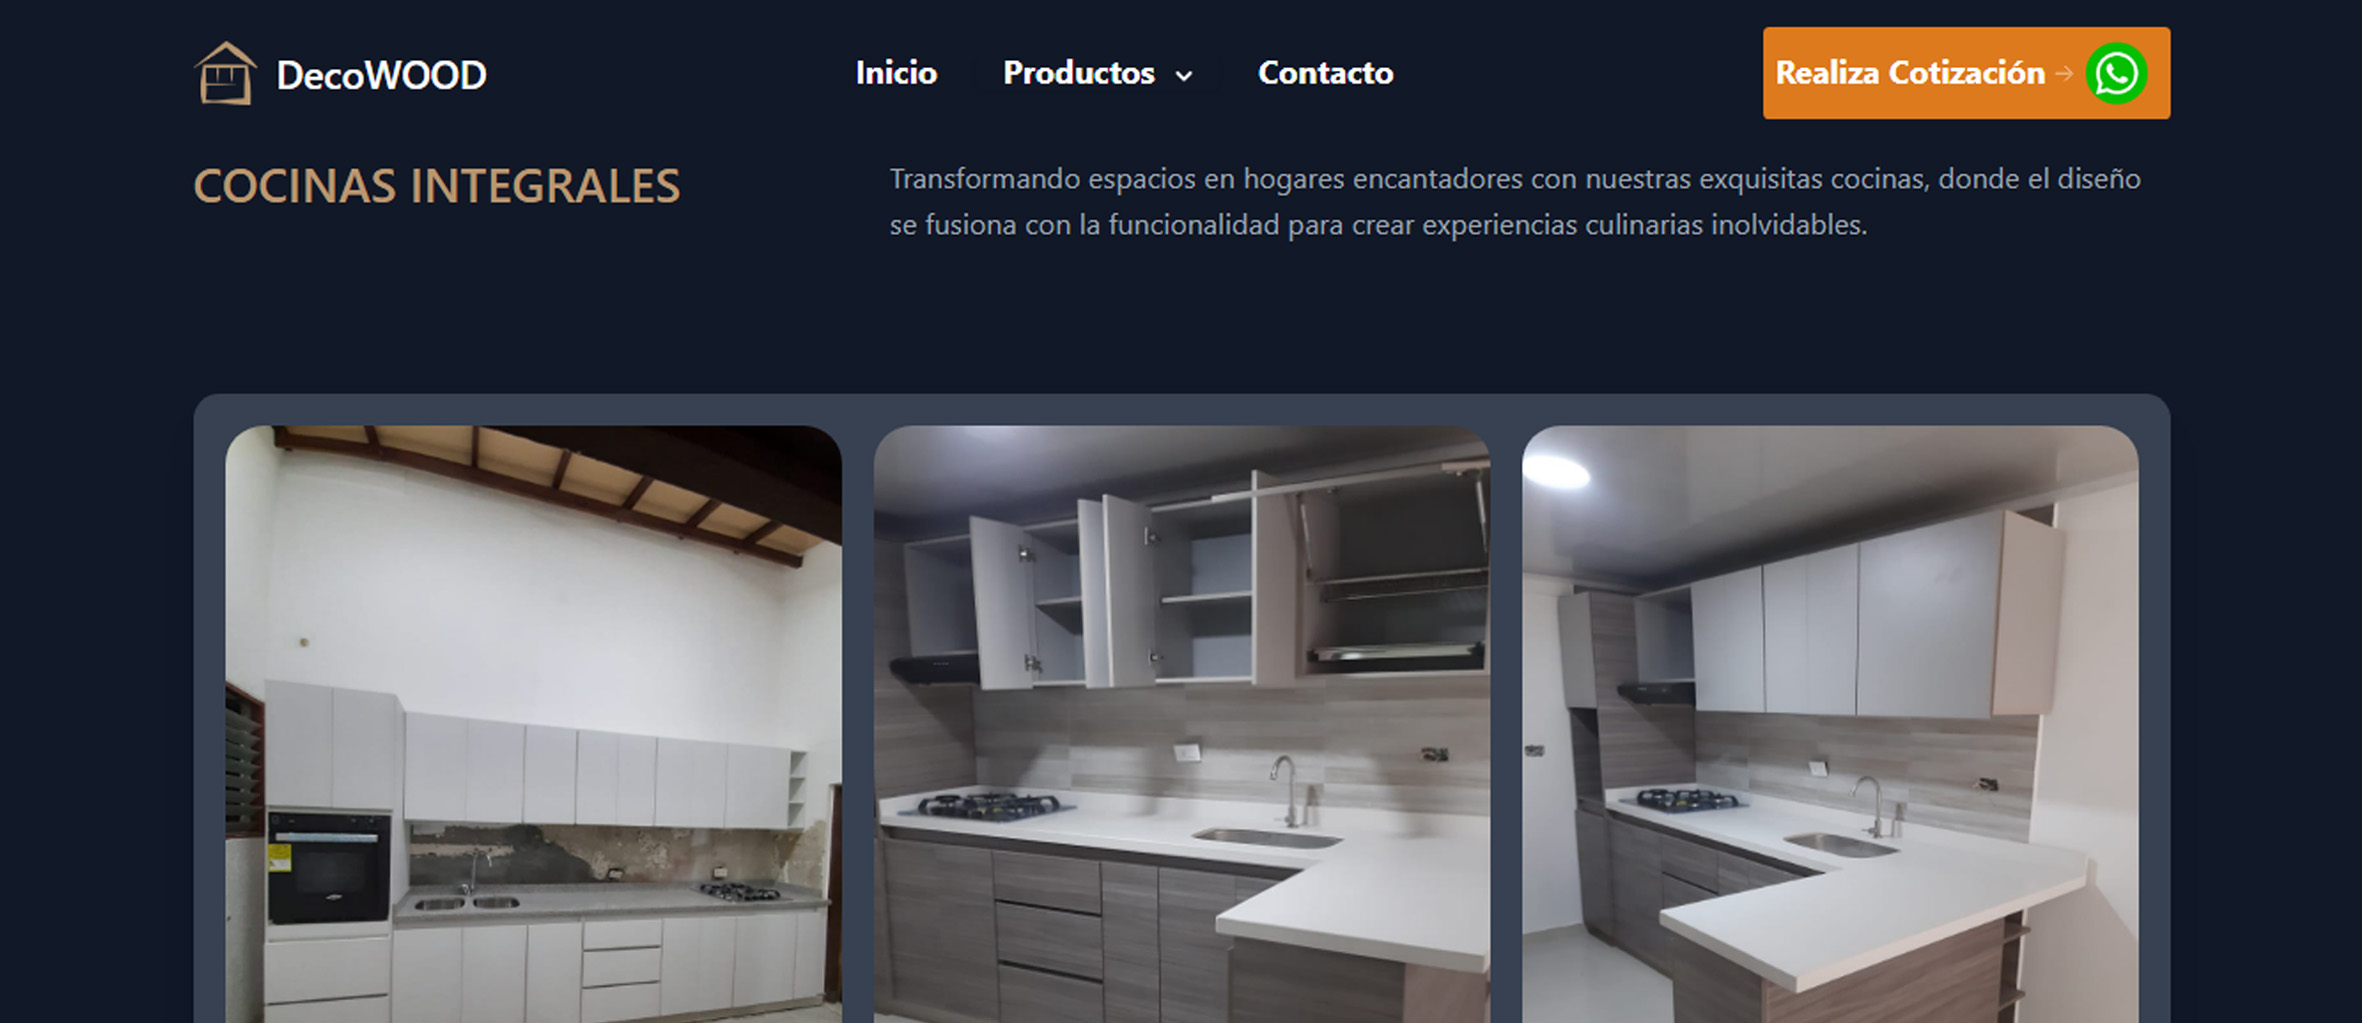 DecoWOOD
Inicio
Productos
Contacto
Realiza Cotización
COCINAS INTEGRALES
Transformando espacios en hogares encantadores con nuestras exquisitas cocinas, donde el diseño
se fusiona con la funcionalidad para crear experiencias culinarias inolvidables.